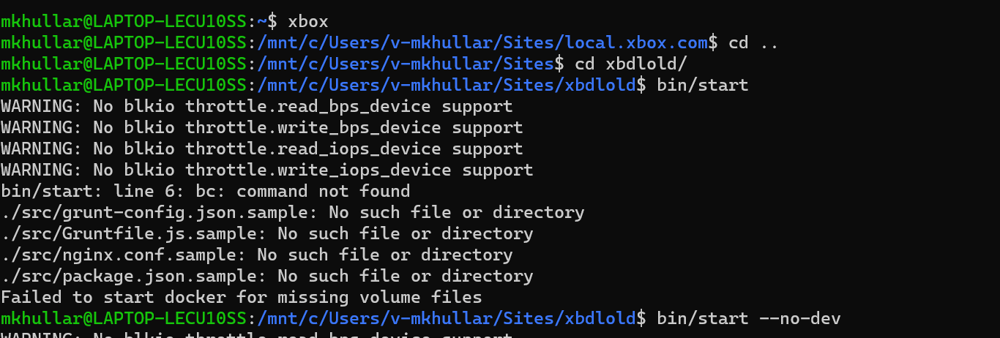 mkhullar@LAPTOP-LECU10SS:~$ xbox
mkhullar@LAPTOP-LECU10SS:/mnt/c/Users/v-mkhullar/Sites/local.xbox.com$ cd ..
mkhullar@LAPTOP-LECU10SS:/mnt/c/Users/v-mkhullar/Sites$ cd xbdlold/
mkhullar@LAPTOP-LECU10SS:/mnt/c/Users/v-mkhullar/Sites/xbdlold$ bin/start
WARNING: No blkio throttle.read_bps_device support
WARNING: No blkio throttle.write_bps_device support
WARNING: No blkio throttle.read_iops_device support
WARNING: No blkio throttle.write_iops_device support
bin/start: line 6: bc: command not found
./src/grunt-config.json.sample: No such file or directory
./src/Gruntfile.js.sample: No such file or directory
./src/nginx.conf.sample: No such file or directory
./src/package.json.sample: No such file or directory
Failed to start docker for missing volume files
mkhullar@LAPTOP-LECU10SS:/mnt/c/Users/v-mkhullar/Sites/xbdlold$ bin/start --no-dev
WARNING: No blkio throttle.read_bps_device support